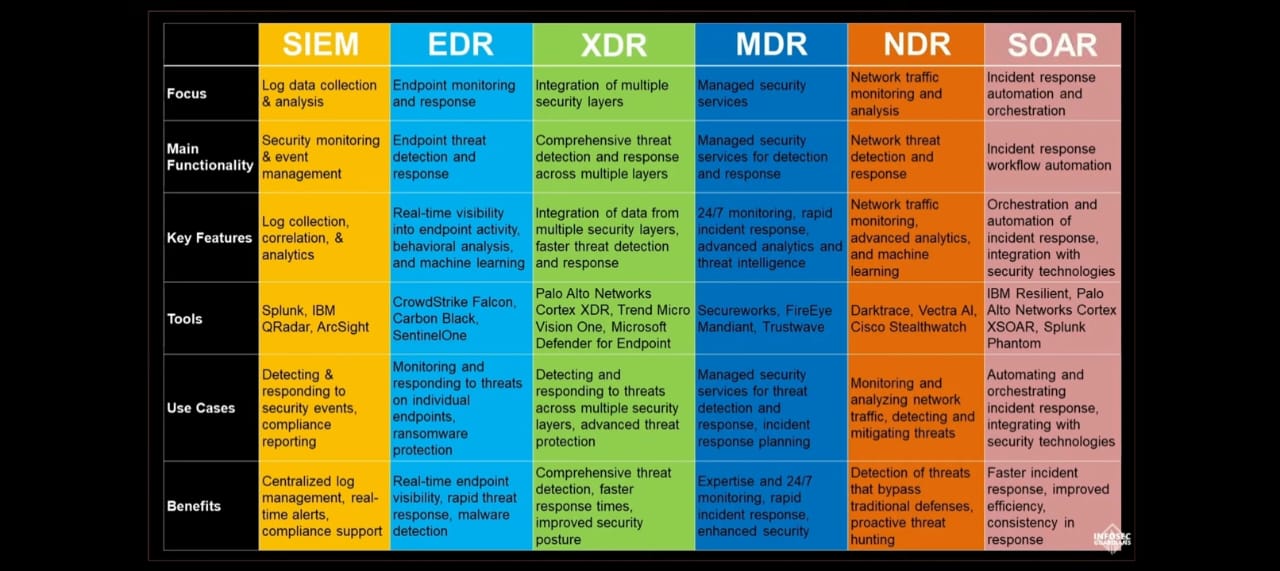 SIEM EDR XDR MDR NDR SOAR
Focus
Log data collection
& analysis
Endpoint monitoring
and response
Integration of multiple
security layers
Managed security
services
Network traffic
monitoring and
analysis
Incident response
automation and
orchestration
Main
Functionality
Security monitoring
& event
management
Endpoint threat
detection and
response
Comprehensive threat
detection and response
across multiple layers
Managed security
services for detection
and response
Network threat
detection and
response
Incident response
workflow automation
Key Features
Log collection,
correlation, &
analytics
Real-time visibility
into endpoint activity,
behavioral analysis,
and machine learning
Integration of data from
multiple security layers,
faster threat detection
and response
24/7 monitoring, rapid
incident response,
advanced analytics and
threat intelligence
Network traffic
monitoring,
advanced analytics,
and machine
learning
Orchestration and
automation of
incident response,
integration with
security technologies
Tools
Splunk, IBM
QRadar, ArcSight
CrowdStrike Falcon,
Carbon Black,
SentinelOne
Palo Alto Networks
Cortex XDR, Trend Micro
Vision One, Microsoft
Defender for Endpoint
Secureworks, FireEye
Mandiant, Trustwave
Darktrace, Vectra AI,
Cisco Stealthwatch
IBM Resilient, Palo
Alto Networks Cortex
XSOAR, Splunk
Phantom
Use Cases
Detecting &
responding to
security events,
compliance
reporting
Monitoring and
responding to threats
on individual
endpoints,
ransomware
protection
Detecting and
responding to threats
across multiple security
layers, advanced threat
protection
Managed security
services for threat
detection and
response, incident
response planning
Monitoring and
analyzing network
traffic, detecting and
mitigating threats
Automating and
orchestrating
incident response,
integrating with
security technologies
Benefits
Centralized log
management, real-
time alerts,
compliance support
Real-time endpoint
visibility, rapid threat
response, malware
detection
Comprehensive threat
detection, faster
response times,
improved security
posture
Expertise and 24/7
monitoring, rapid
incident response,
enhanced security
Detection of threats
that bypass
traditional defenses,
proactive threat
hunting
Faster incident
response, improved
efficiency,
consistency in
response
INFOSEC
GUARDIANS